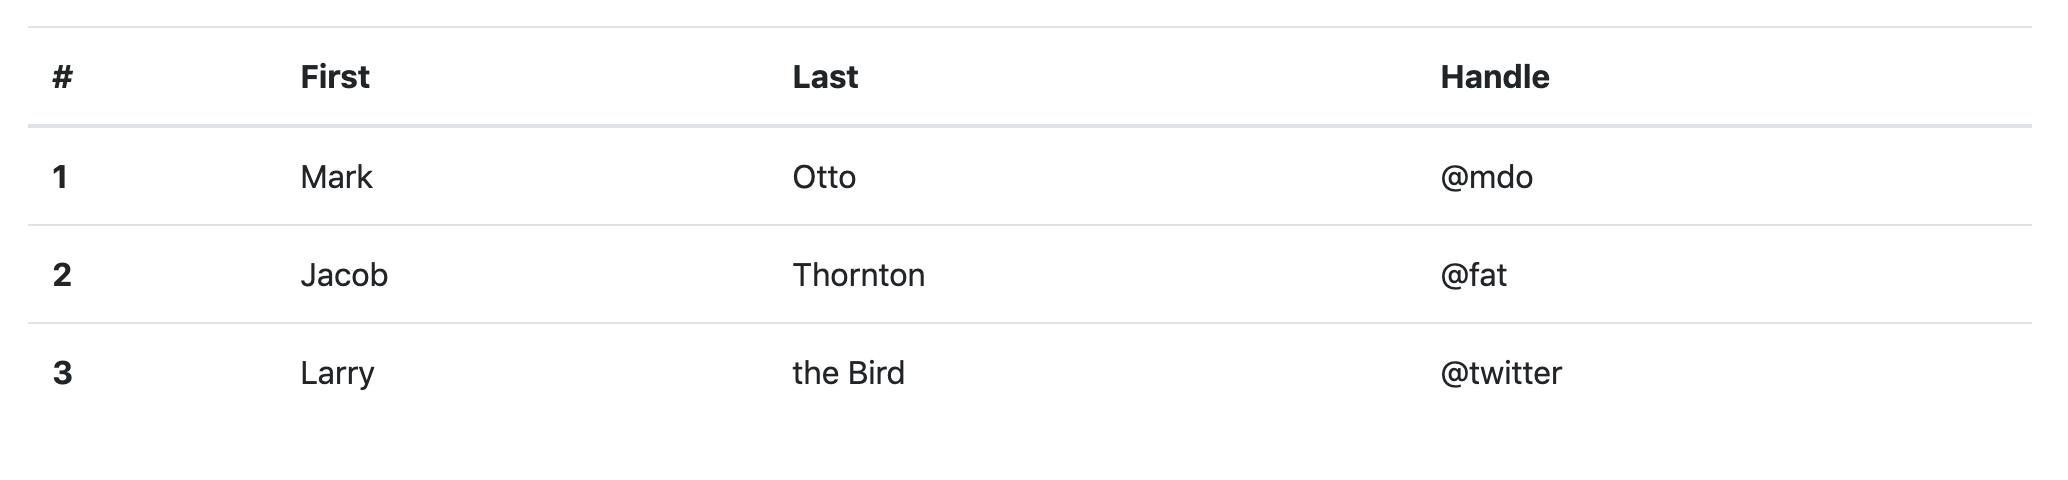 # First Last Handle
1 Mark Otto @mdo
2 Jacob Thornton @fat
3 Larry the Bird @twitter